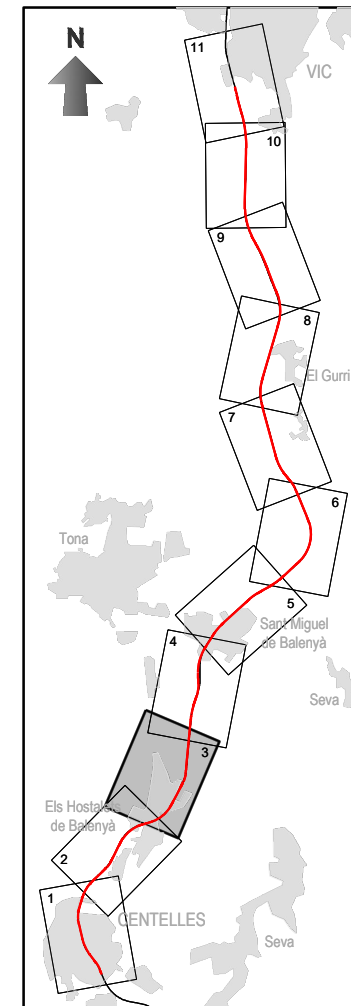 N
11
VIC
10
9
8
El Gurri
7
6
Tona
5
Sant Miguel
de Balenyà
4
Seva
3
Els Hostalets
de Balenyà
2
1
CENTELLES
Seva